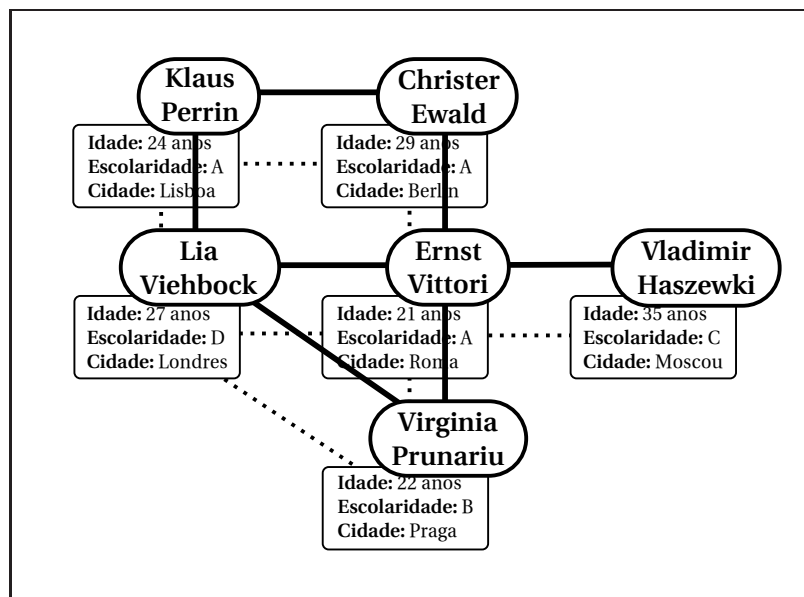 Klaus
Perrin
Christer
Ewald
Idade: 24 anos
Escolaridade: A
Cidade: Lisboa
Idade: 29 anos
Escolaridade: A
Cidade: Berlin
Lia
Viehbock
Ernst
Vittori
Vladimir
Haszewki
Idade: 27 anos
Escolaridade: D
Cidade: Londres
Idade: 21 anos
Escolaridade: A
Cidade: Roma
Idade: 35 anos
Escolaridade: C
Cidade: Moscou
Virginia
Prunariu
Idade: 22 anos
Escolaridade: B
Cidade: Praga